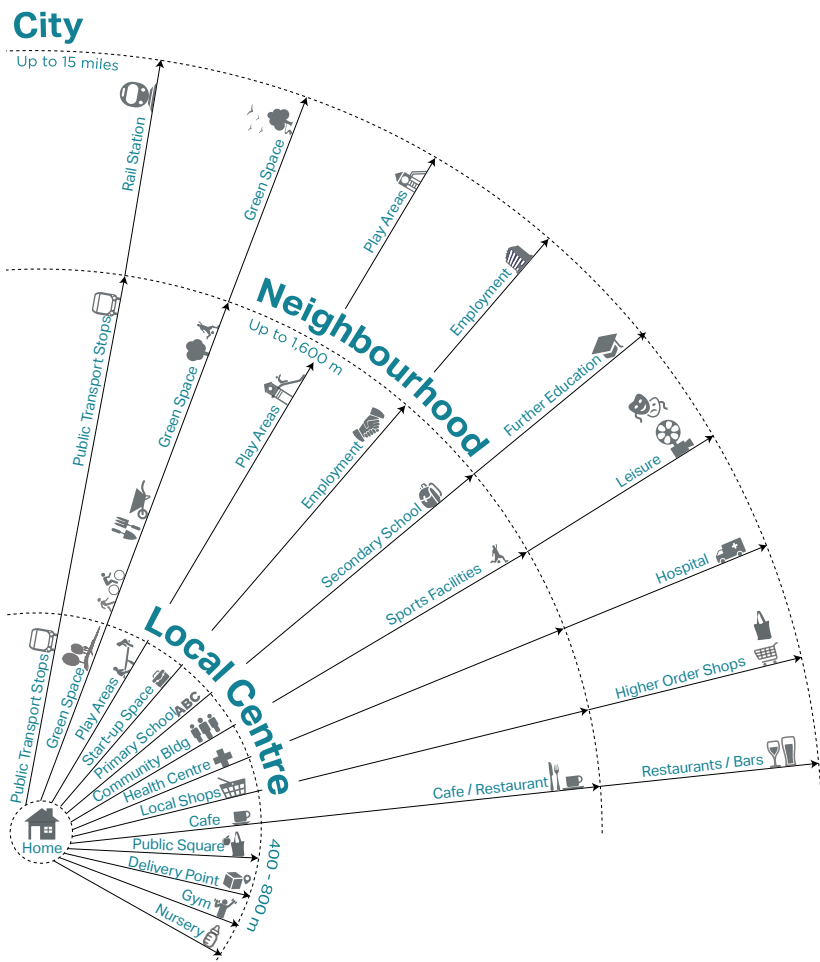 City
Up to 15 miles
Rail Station
Green Space
Play Areas
Employment
Further Education
Leisure
Hospital
Higher Order Shops
Restaurants / Bars
Neighbourhood
Up to 1,600 m
Public Transport Stops
Green Space
Play Areas
Employment
Secondary School
Sports Facilities
Cafe / Restaurant
Local Centre
400 - 800 m
Public Transport Stops
Green Space
Play Areas
Start-up Space
Primary School
ABC
Community Bldg
Health Centre
Local Shops
Cafe
Public Square
Delivery Point
Gym
Nursery
Home